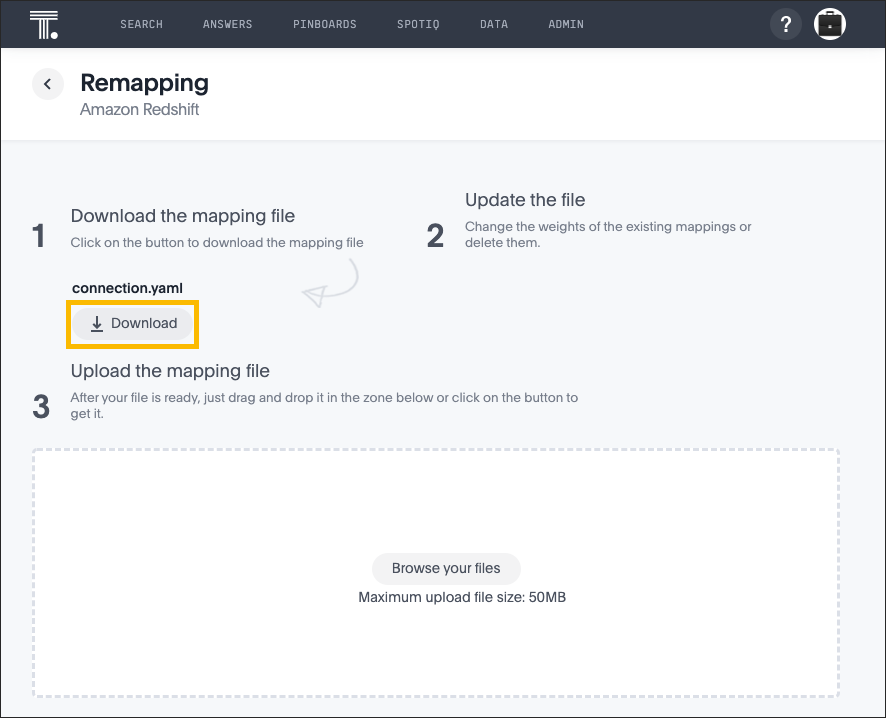 T.
SEARCH ANSWERS PINBOARDS SPOTIQ DATA ADMIN ?
Remapping
Amazon Redshift
1
Download the mapping file
Click on the button to download the mapping file
connection.yaml
Download
2
Update the file
Change the weights of the existing mappings or
delete them.
3
Upload the mapping file
After your file is ready, just drag and drop it in the zone below or click on the button to
get it.
Browse your files
Maximum upload file size: 50MB